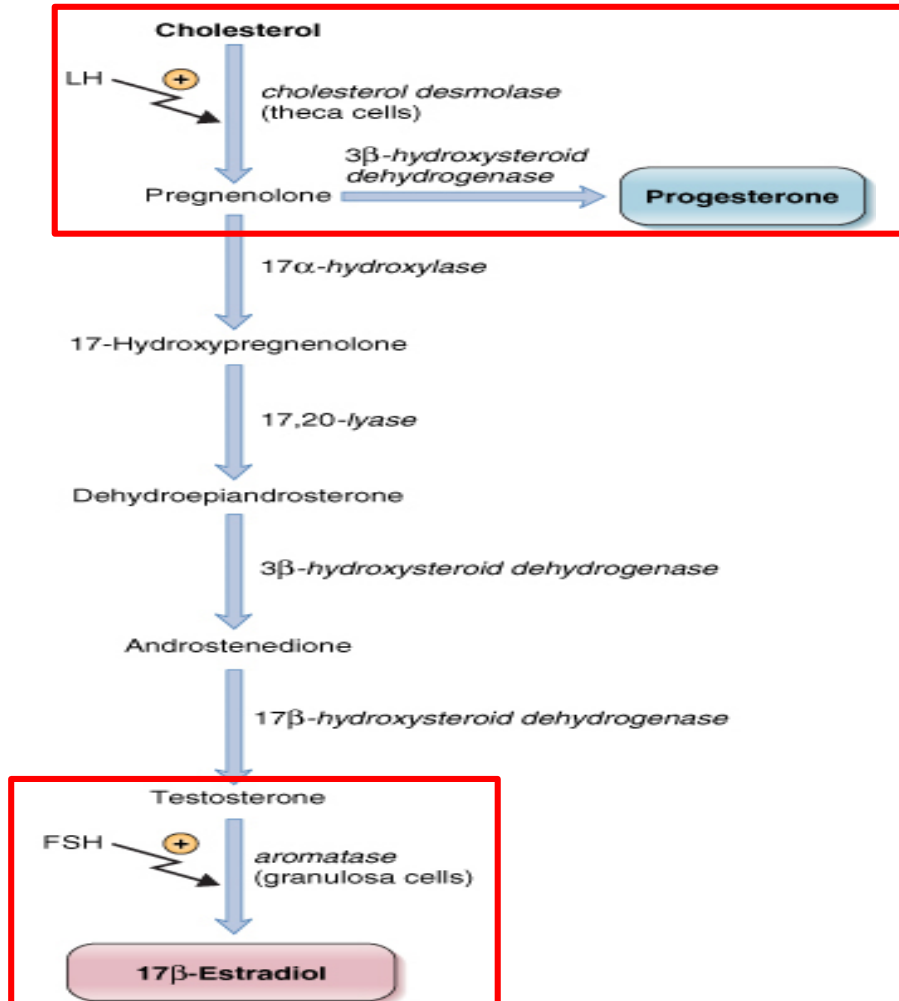 Cholesterol
LH
+
cholesterol desmolase
(theca cells)
3β-hydroxysteroid
dehydrogenase
Pregnenolone
Progesterone
17α-hydroxylase
17-Hydroxypregnenolone
17,20-lyase
Dehydroepiandrosterone
3β-hydroxysteroid dehydrogenase
Androstenedione
17β-hydroxysteroid dehydrogenase
Testosterone
FSH
+
aromatase
(granulosa cells)
17β-Estradiol